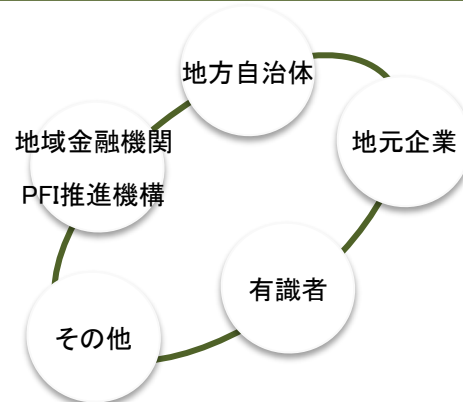 地方自治体
地域金融機関
PFI推進機構
地元企業
有識者
その他